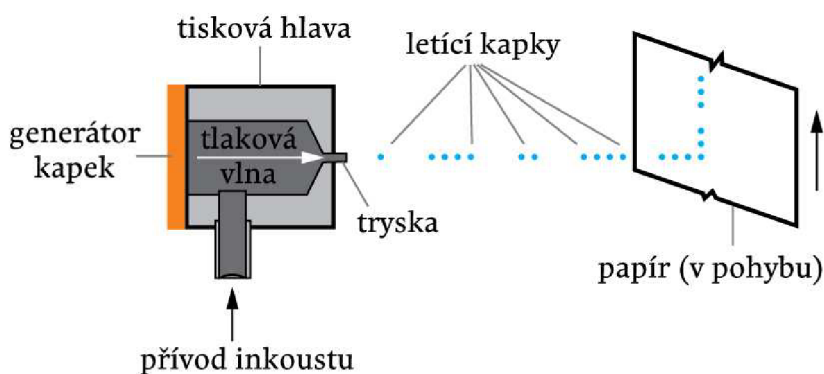 tisková hlava
letící kapky
generátor
kapek
tlaková
vlna
tryska
papír (v pohybu)
přívod inkoustu